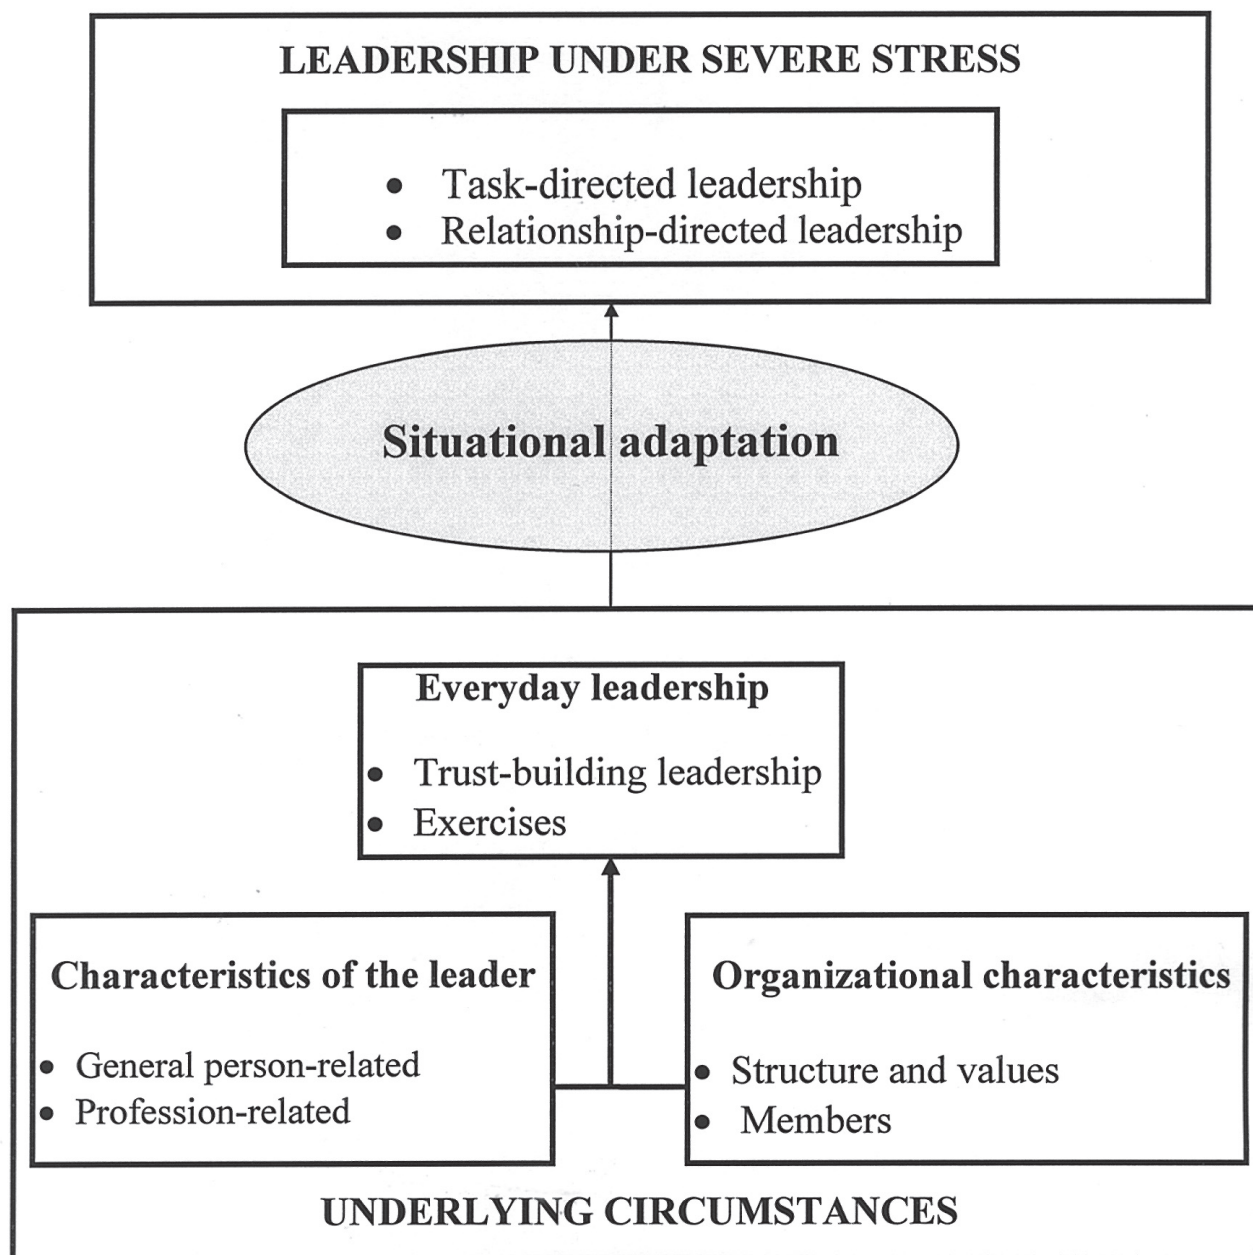 LEADERSHIP UNDER SEVERE STRESS
• Task-directed leadership
• Relationship-directed leadership
Situational adaptation
Everyday leadership
• Trust-building leadership
• Exercises
Characteristics of the leader
• General person-related
• Profession-related
Organizational characteristics
• Structure and values
• Members
UNDERLYING CIRCUMSTANCES